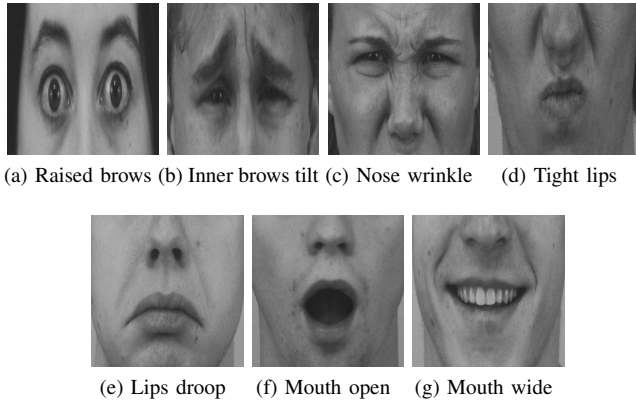 (a) Raised brows (b) Inner brows tilt (c) Nose wrinkle (d) Tight lips
(e) Lips droop (f) Mouth open (g) Mouth wide